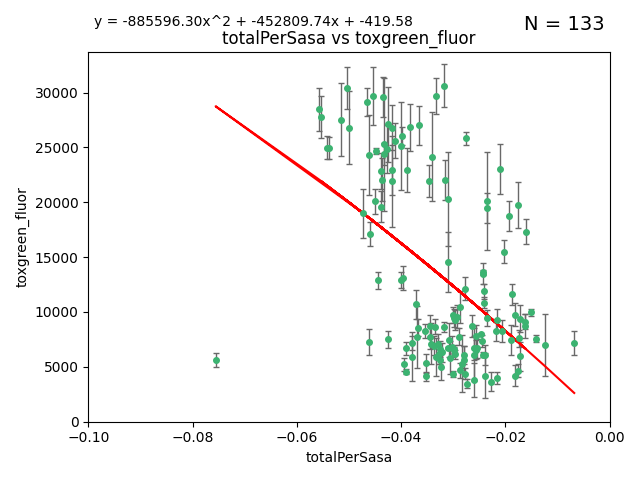 y = -885596.30x^2 + -452809.74x + -419.58
N = 133
totalPerSasa vs toxgreen_fluor
toxgreen_fluor
30000
25000
20000
15000
10000
5000
0
−0.10
−0.08
−0.06
−0.04
−0.02
0.00
totalPerSasa